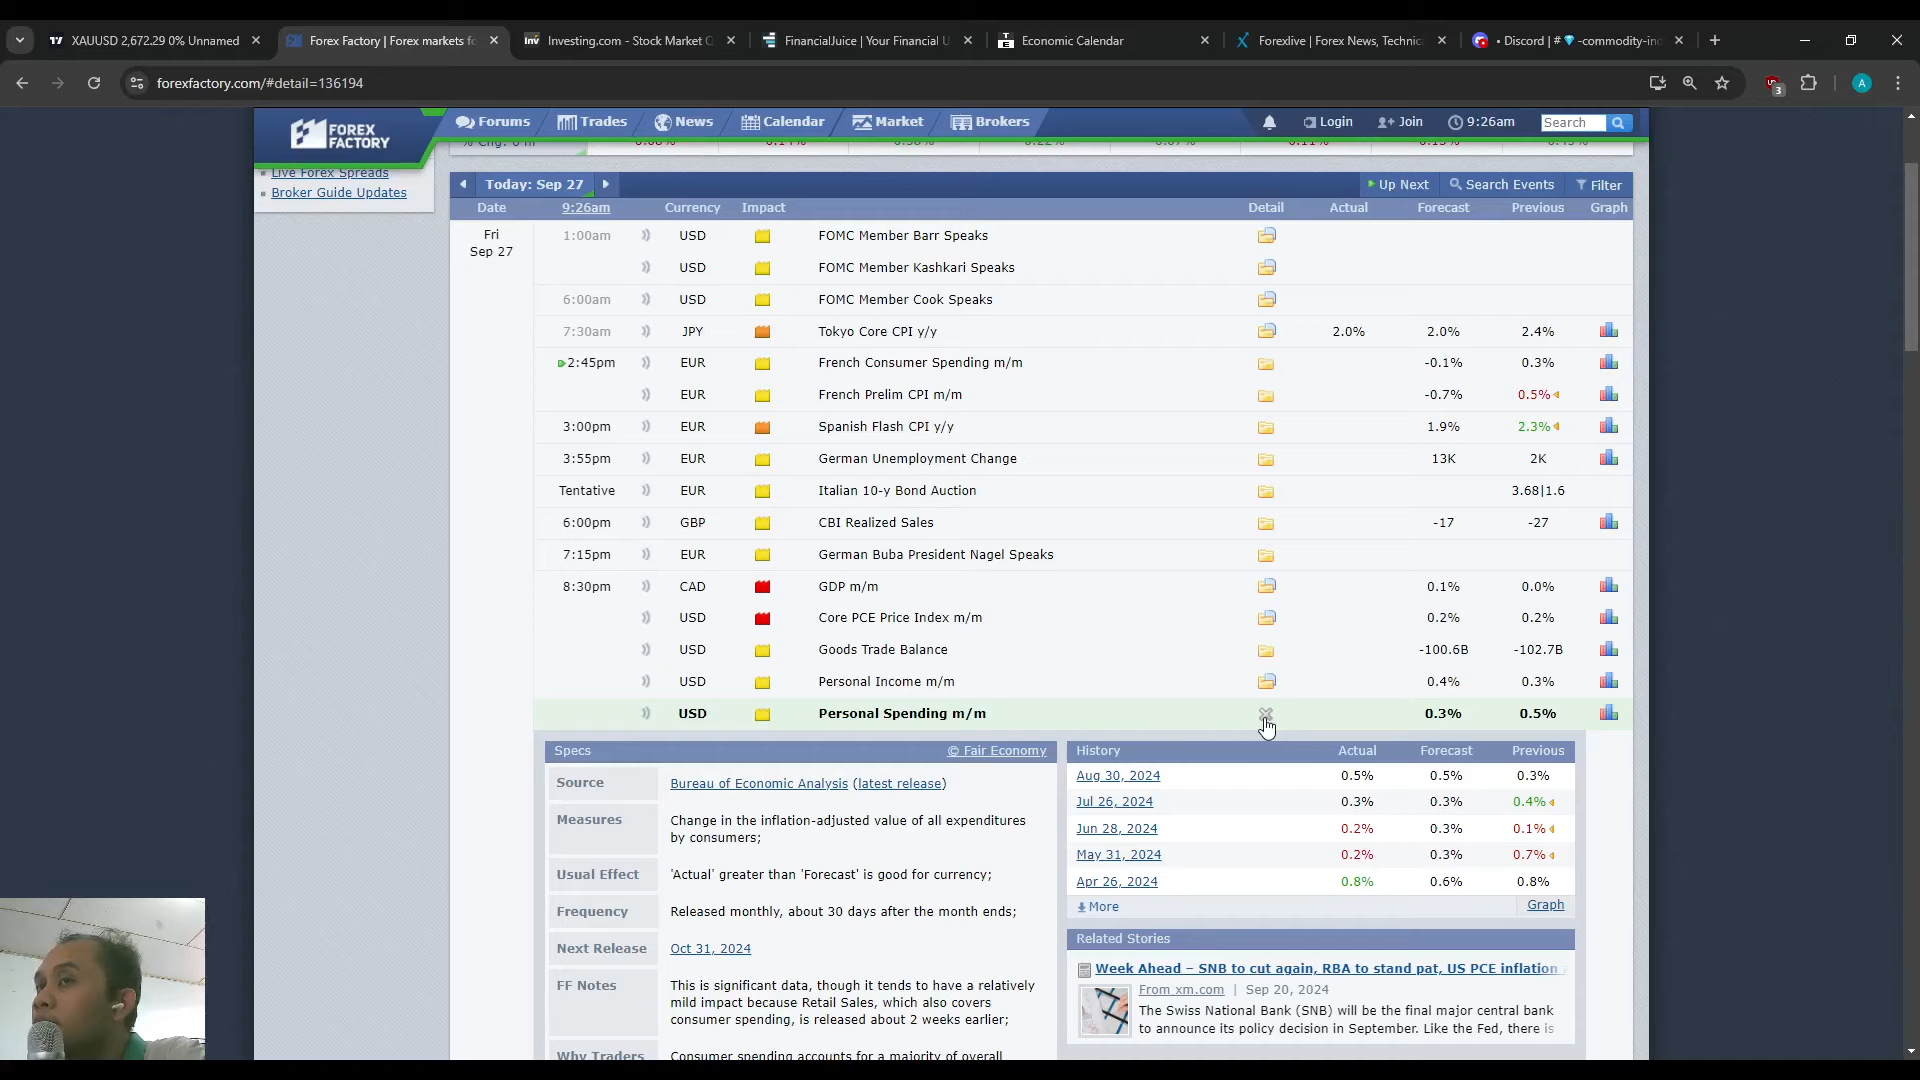 XAUUSD 2,672.29 0% Unnamed
Forex Factory | Forex markets fo
Investing.com - Stock Market Q
FinancialJuice | Your Financial U
Economic Calendar
Forexlive | Forex News, Technic
• Discord | # 💎 -commodity-ind
forexfactory.com/#detail=136194
3
A
FOREX FACTORY
Forums
Trades
News
Calendar
Market
Brokers
Login
Join
9:26am
Search
Live Forex Spreads
Broker Guide Updates
Today: Sep 27
Up Next
Search Events
Filter
Date 9:26am Currency Impact Detail Actual Forecast Previous Graph
Fri
Sep 27
1:00am USD FOMC Member Barr Speaks
USD FOMC Member Kashkari Speaks
6:00am USD FOMC Member Cook Speaks
7:30am JPY Tokyo Core CPI y/y 2.0% 2.0% 2.4%
2:45pm EUR French Consumer Spending m/m -0.1% 0.3%
EUR French Prelim CPI m/m -0.7% 0.5%
3:00pm EUR Spanish Flash CPI y/y 1.9% 2.3%
3:55pm EUR German Unemployment Change 13K 2K
Tentative EUR Italian 10-y Bond Auction 3.68|1.6
6:00pm GBP CBI Realized Sales -17 -27
7:15pm EUR German Buba President Nagel Speaks
8:30pm CAD GDP m/m 0.1% 0.0%
USD Core PCE Price Index m/m 0.2% 0.2%
USD Goods Trade Balance -100.6B -102.7B
USD Personal Income m/m 0.4% 0.3%
USD Personal Spending m/m 0.3% 0.5%
Specs © Fair Economy
Source Bureau of Economic Analysis (latest release)
Measures Change in the inflation-adjusted value of all expenditures
by consumers;
Usual Effect 'Actual' greater than 'Forecast' is good for currency;
Frequency Released monthly, about 30 days after the month ends;
Next Release Oct 31, 2024
FF Notes This is significant data, though it tends to have a relatively
mild impact because Retail Sales, which also covers
consumer spending, is released about 2 weeks earlier;
Why Traders Consumer spending accounts for a majority of overall
History Actual Forecast Previous
Aug 30, 2024 0.5% 0.5% 0.3%
Jul 26, 2024 0.3% 0.3% 0.4%
Jun 28, 2024 0.2% 0.3% 0.1%
May 31, 2024 0.2% 0.3% 0.7%
Apr 26, 2024 0.8% 0.6% 0.8%
More Graph
Related Stories
Week Ahead – SNB to cut again, RBA to stand pat, US PCE inflation
From xm.com | Sep 20, 2024
The Swiss National Bank (SNB) will be the final major central bank
to announce its policy decision in September. Like the Fed, there is